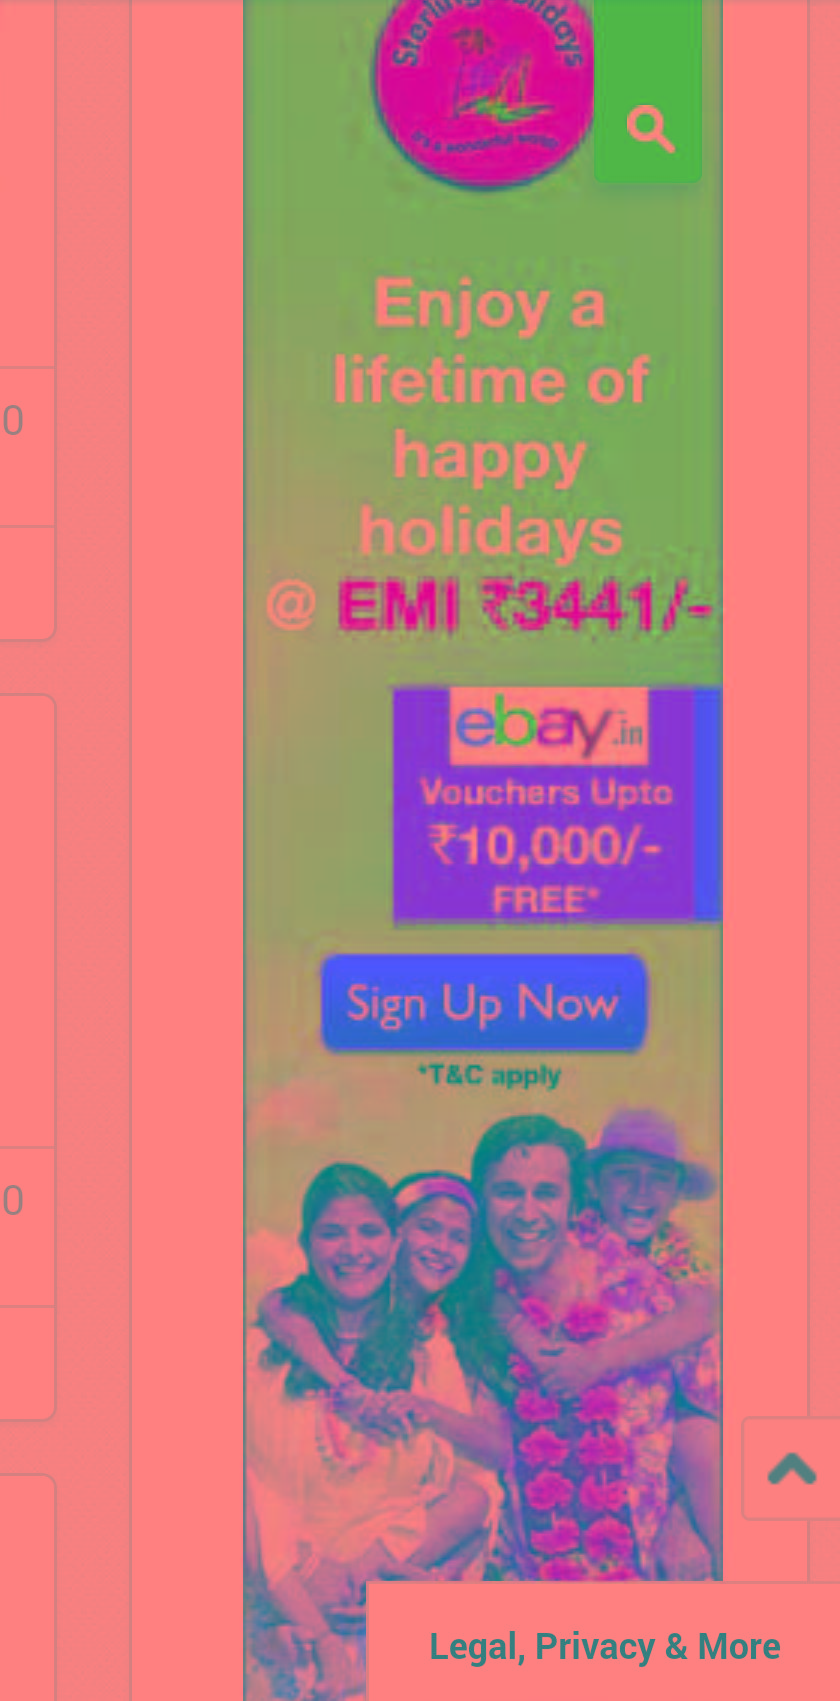 Sterling Holidays
It's a wonderful world
Enjoy a
lifetime of
0
happy
holidays
@ EMI ₹3441/-
ebay.in
Vouchers Upto
₹10,000/-
FREE*
Sign Up Now
*T&C apply
0
Legal, Privacy & More